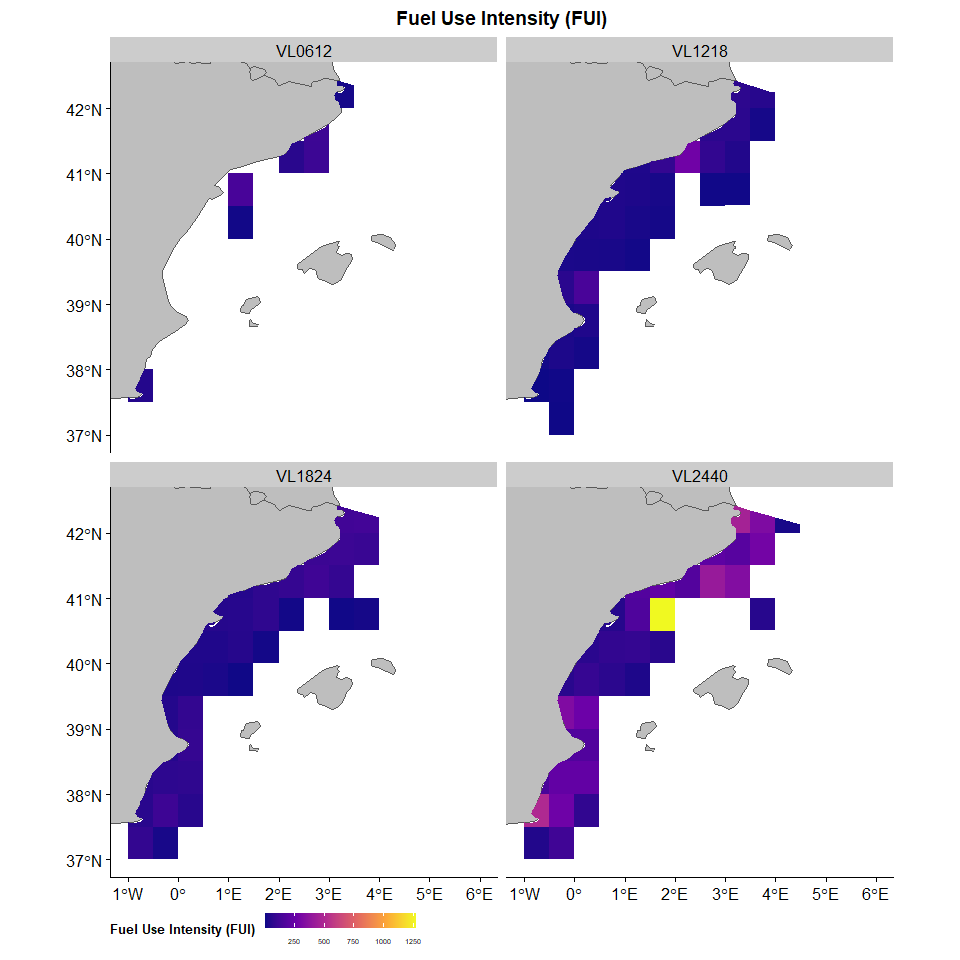 Fuel Use Intensity (FUI)
VL0612
VL1218
42°N
41°N
40°N
39°N
38°N
37°N
VL1824
VL2440
42°N
41°N
40°N
39°N
38°N
37°N
1°W 0° 1°E 2°E 3°E 4°E 5°E 6°E
1°W 0° 1°E 2°E 3°E 4°E 5°E 6°E
Fuel Use Intensity (FUI)
250 500 750 1000 1250